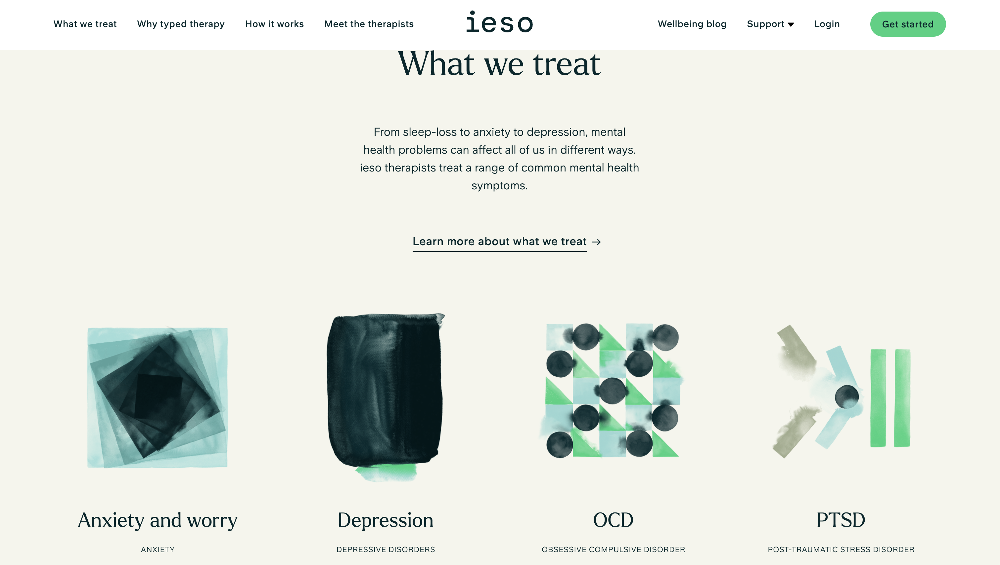 What we treat
Why typed therapy
How it works
Meet the therapists
ieso
Wellbeing blog
Support
Login
Get started
What we treat
From sleep-loss to anxiety to depression, mental
health problems can affect all of us in different ways.
ieso therapists treat a range of common mental health
symptoms.
Learn more about what we treat →
Anxiety and worry
Depression
OCD
PTSD
ANXIETY
DEPRESSIVE DISORDERS
OBSESSIVE COMPULSIVE DISORDER
POST-TRAUMATIC STRESS DISORDER